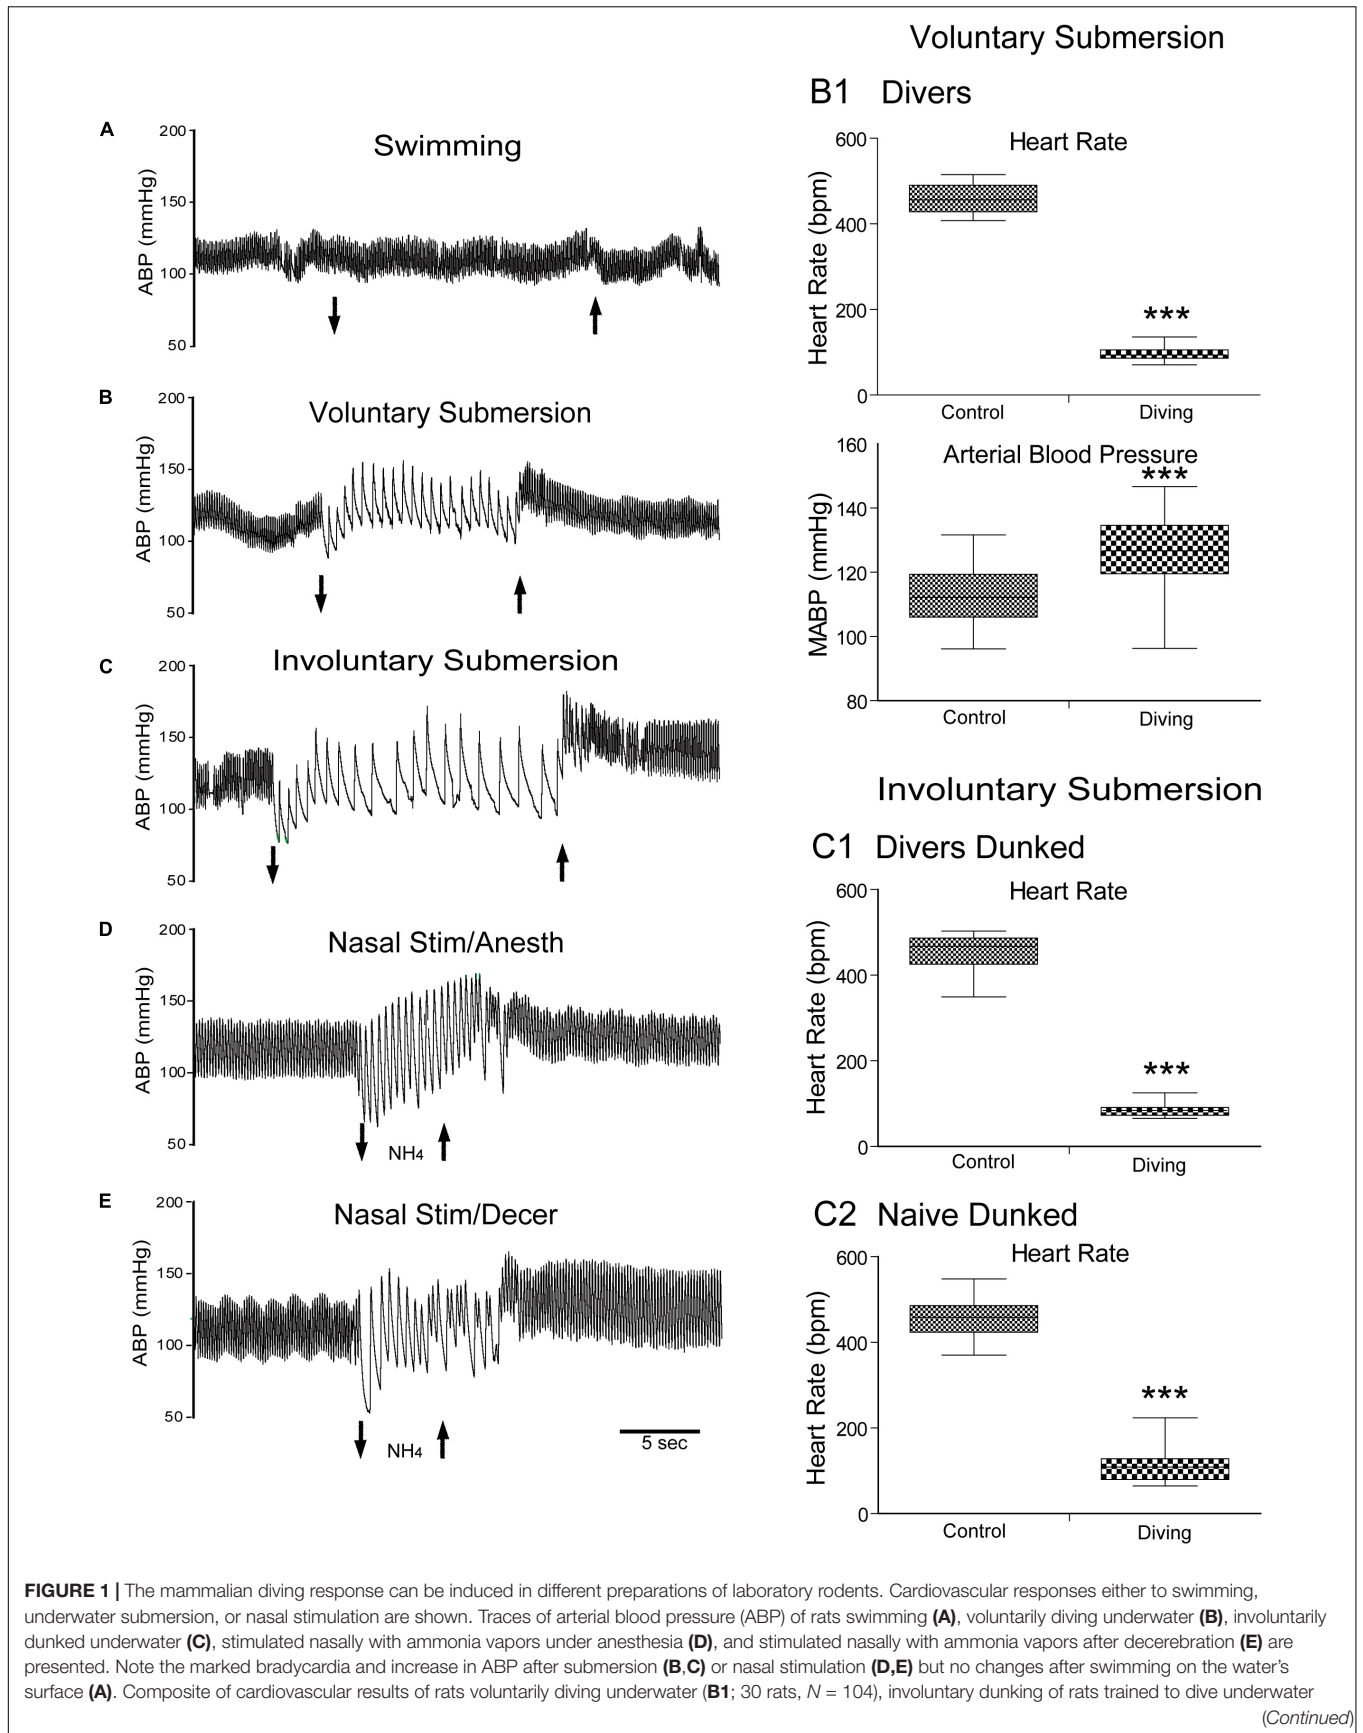 A
Swimming
200
150
100
50
ABP (mmHg)
B
Voluntary Submersion
200
150
100
50
ABP (mmHg)
C
Involuntary Submersion
200
150
100
50
ABP (mmHg)
D
Nasal Stim/Anesth
200
150
100
50
ABP (mmHg)
NH4
E
Nasal Stim/Decer
200
150
100
50
ABP (mmHg)
NH4
5 sec
Voluntary Submersion
B1 Divers
Heart Rate
600
400
200
0
Heart Rate (bpm)
***
Control Diving
Arterial Blood Pressure
160
140
120
100
80
MABP (mmHg)
***
Control Diving
Involuntary Submersion
C1 Divers Dunked
Heart Rate
600
400
200
0
Heart Rate (bpm)
***
Control Diving
C2 Naive Dunked
Heart Rate
600
400
200
0
Heart Rate (bpm)
***
Control Diving
FIGURE 1 | The mammalian diving response can be induced in different preparations of laboratory rodents. Cardiovascular responses either to swimming,
underwater submersion, or nasal stimulation are shown. Traces of arterial blood pressure (ABP) of rats swimming (A), voluntarily diving underwater (B), involuntarily
dunked underwater (C), stimulated nasally with ammonia vapors under anesthesia (D), and stimulated nasally with ammonia vapors after decerebration (E) are
presented. Note the marked bradycardia and increase in ABP after submersion (B,C) or nasal stimulation (D,E) but no changes after swimming on the water's
surface (A). Composite of cardiovascular results of rats voluntarily diving underwater (B1; 30 rats, N = 104), involuntary dunking of rats trained to dive underwater
(Continued)